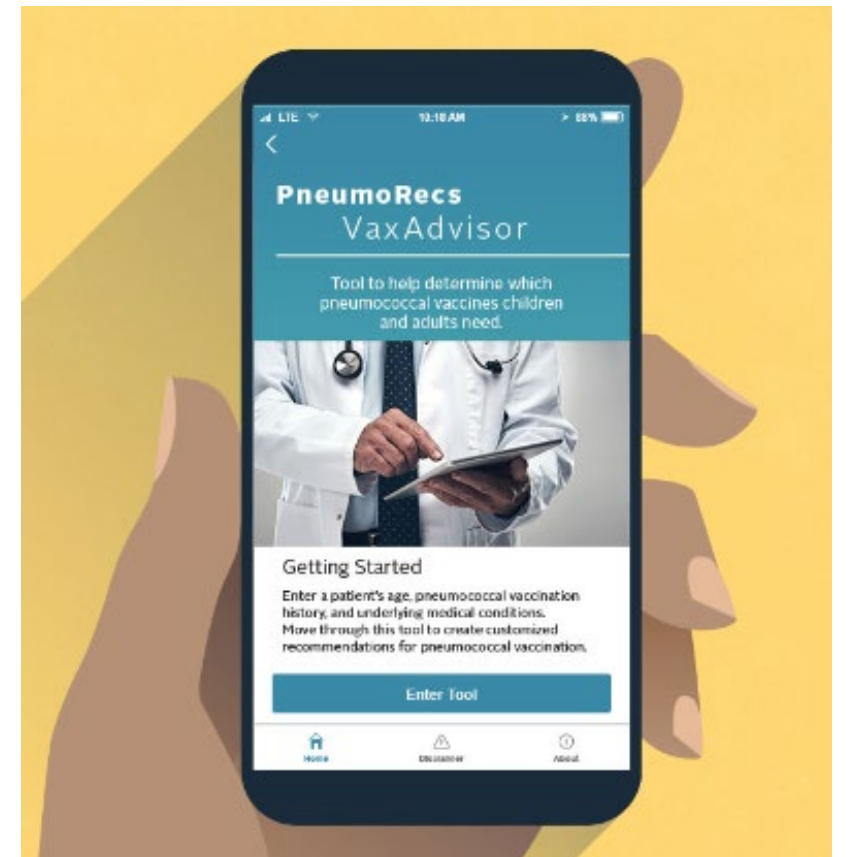 LTE 10:18 AM 88%
PneumoRecs
VaxAdvisor
Tool to help determine which
pneumococcal vaccines children
and adults need.
Getting Started
Enter a patient's age, pneumococcal vaccination
history, and underlying medical conditions.
Move through this tool to create customized
recommendations for pneumococcal vaccination.
Enter Tool
Home Disclaimer About